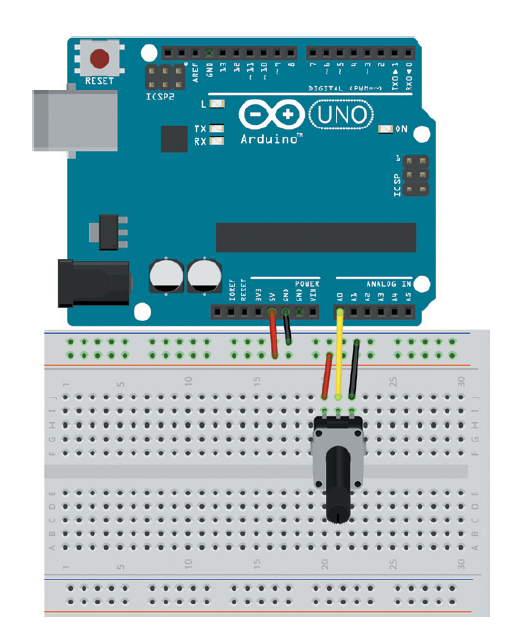 RESET
ICSP2
AREF
GND
13
12
~11
~10
~9
8
7
~6
~5
4
~3
2
TX0▶1
RX0◀0
DIGITAL (PWM~)
L
TX
RX
UNO
Arduino™
ON
1
ICSP
POWER
ANALOG IN
IOREF
RESET
3V3
5V
GND
GND
VIN
A0
A1
A2
A3
A4
A5
1 5 10 15 20 25 30
J J
I I
H H
G G
F F
E E
D D
C C
B B
A A
1 5 10 15 20 25 30